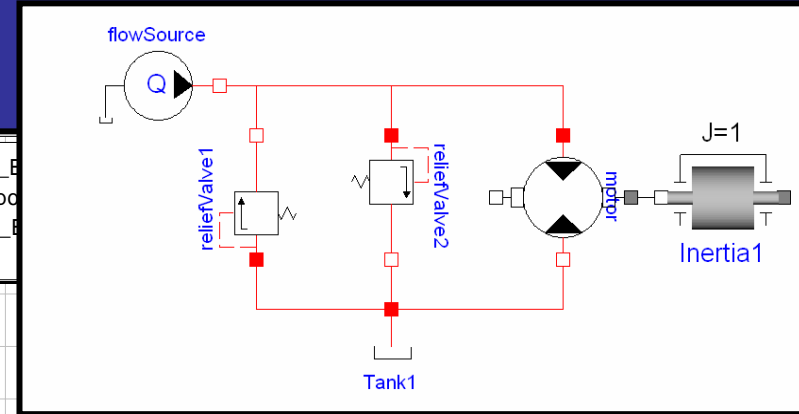 flowSource
Q
J=1
reliefValve1
reliefValve2
motor
Inertia1
Tank1